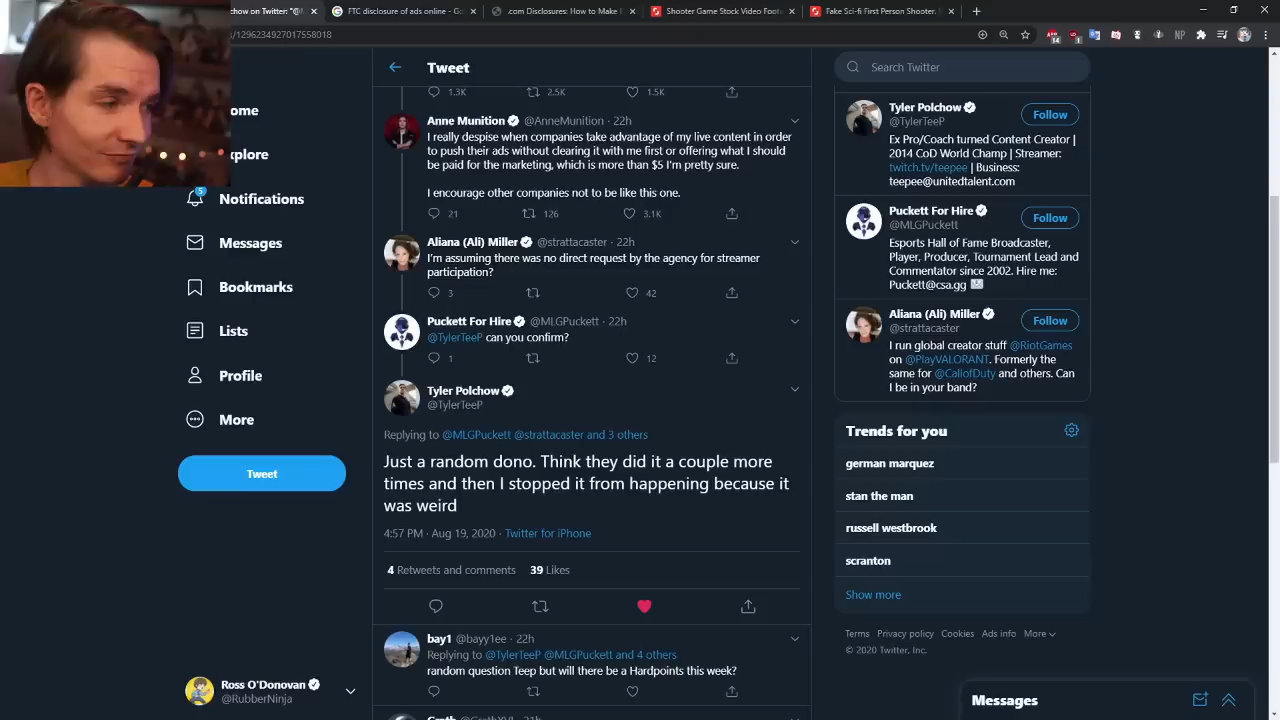 chow on Twitter: "@
FTC disclosure of ads online - Go
.com Disclosures: How to Make E
Shooter Game Stock Video Foot
Fake Sci-fi First Person Shooter.
1296234927017558018
Home
Explore
Notifications
5
Messages
Bookmarks
Lists
Profile
More
Tweet
Ross O'Donovan
@RubberNinja
Tweet
1.3K 2.5K 1.5K
Anne Munition @AnneMunition · 22h
I really despise when companies take advantage of my live content in order
to push their ads without clearing it with me first or offering what I should
be paid for the marketing, which is more than $5 I'm pretty sure.
I encourage other companies not to be like this one.
21 126 3.1K
Aliana (Ali) Miller @strattacaster · 22h
I'm assuming there was no direct request by the agency for streamer
participation?
3 42
Puckett For Hire @MLGPuckett · 22h
@TylerTeeP can you confirm?
1 12
Tyler Polchow
@TylerTeeP
Replying to @MLGPuckett @strattacaster and 3 others
Just a random dono. Think they did it a couple more
times and then I stopped it from happening because it
was weird
4:57 PM · Aug 19, 2020 · Twitter for iPhone
4 Retweets and comments 39 Likes
bay1 @bayy1ee · 22h
Replying to @TylerTeeP @MLGPuckett and 4 others
random question Teep but will there be a Hardpoints this week?
Search Twitter
Tyler Polchow
@TylerTeeP
Follow
Ex Pro/Coach turned Content Creator |
2014 CoD World Champ | Streamer:
twitch.tv/teepee | Business:
teepee@unitedtalent.com
Puckett For Hire
@MLGPuckett
Follow
Esports Hall of Fame Broadcaster,
Player, Producer, Tournament Lead and
Commentator since 2002. Hire me:
Puckett@csa.gg
Aliana (Ali) Miller
@strattacaster
Follow
I run global creator stuff @RiotGames
on @PlayVALORANT. Formerly the
same for @CallofDuty and others. Can
I be in your band?
Trends for you
german marquez
stan the man
russell westbrook
scranton
Show more
Terms Privacy policy Cookies Ads info More
© 2020 Twitter, Inc.
Messages